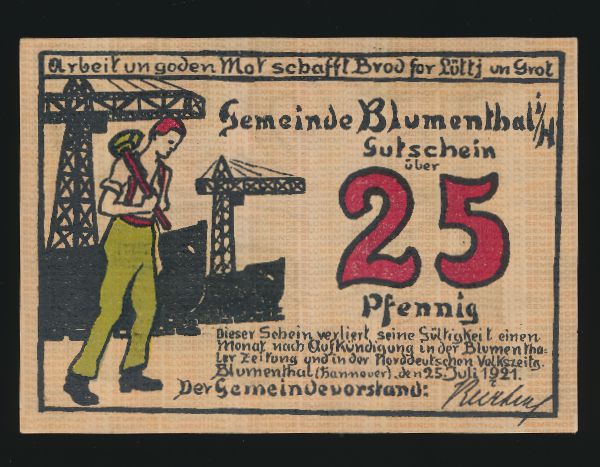 Arbeit un goden Mot schafft Brod for Lüttj un Grot
Gemeinde Blumenthal i/H
Gutschein
über
25
Pfennig
Dieser Schein verliert seine Gültigkeit einen
Monat nach Aufkündigung in der Blumentha-
ler Zeitung und in der Norddeutschen Volkszeitg.
Blumenthal (Hannover), den 25. Juli 1921.
Der Gemeindevorstand: